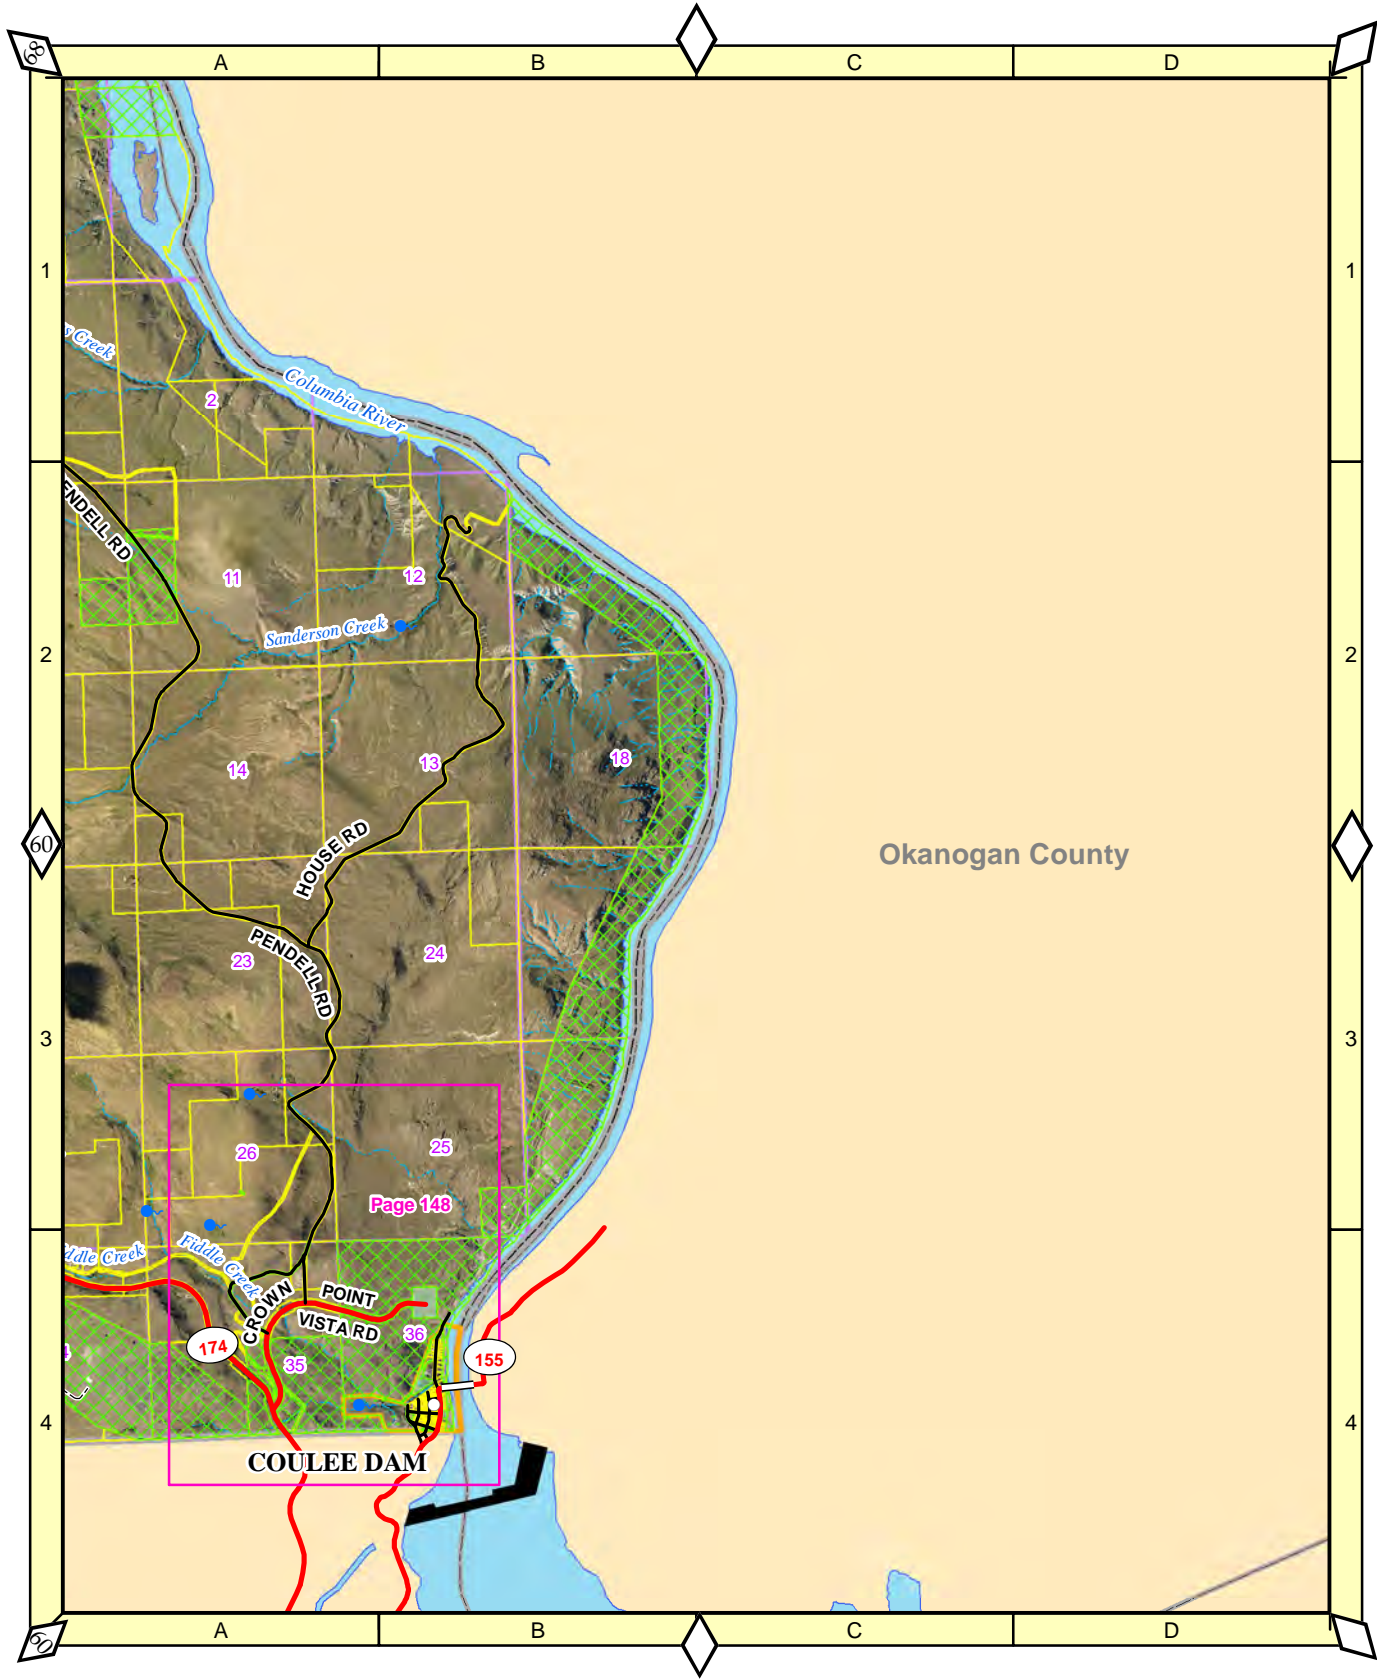 68
A
B
C
D
1
1
s Creek
Columbia River
2
ENDELL RD
11
12
Sanderson Creek
2
2
14
13
18
HOUSE RD
60
Okanogan County
PENDELL RD
23
24
3
3
26
25
Page 148
ddle Creek
Fiddle Creek
CROWN
POINT
VISTA RD
174
36
155
35
4
4
COULEE DAM
60
A
B
C
D